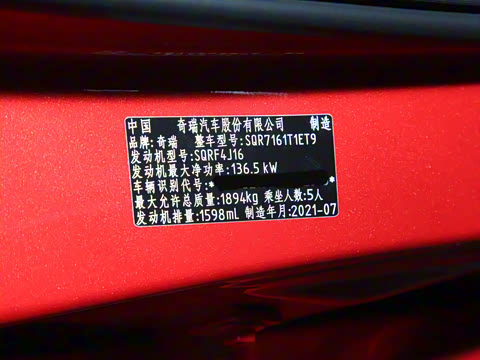 中国 奇瑞汽车股份有限公司 制造
品牌:奇瑞 整车型号:SQR7161T1ET9
发动机型号:SQRF4J16
发动机最大净功率:136.5 kW
车辆识别代号:* *
最大允许总质量:1894kg 乘坐人数:5人
发动机排量:1598mL 制造年月:2021-07